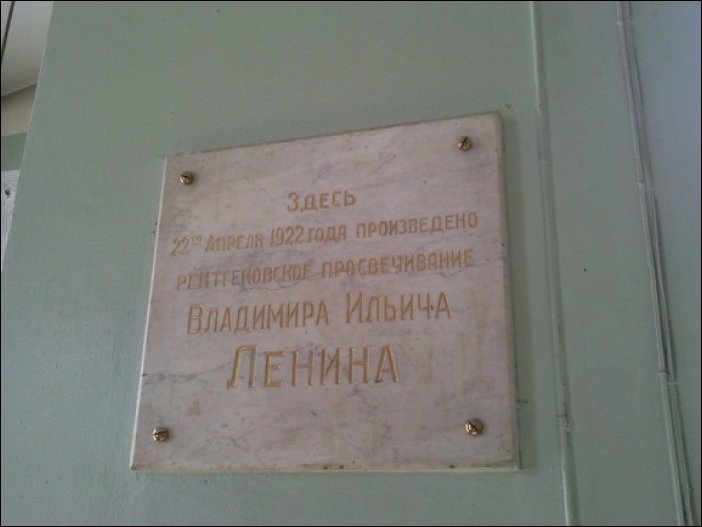 Здесь
22го Апреля 1922 года произведено
рентгеновское просвечивание
Владимира Ильича
Ленина